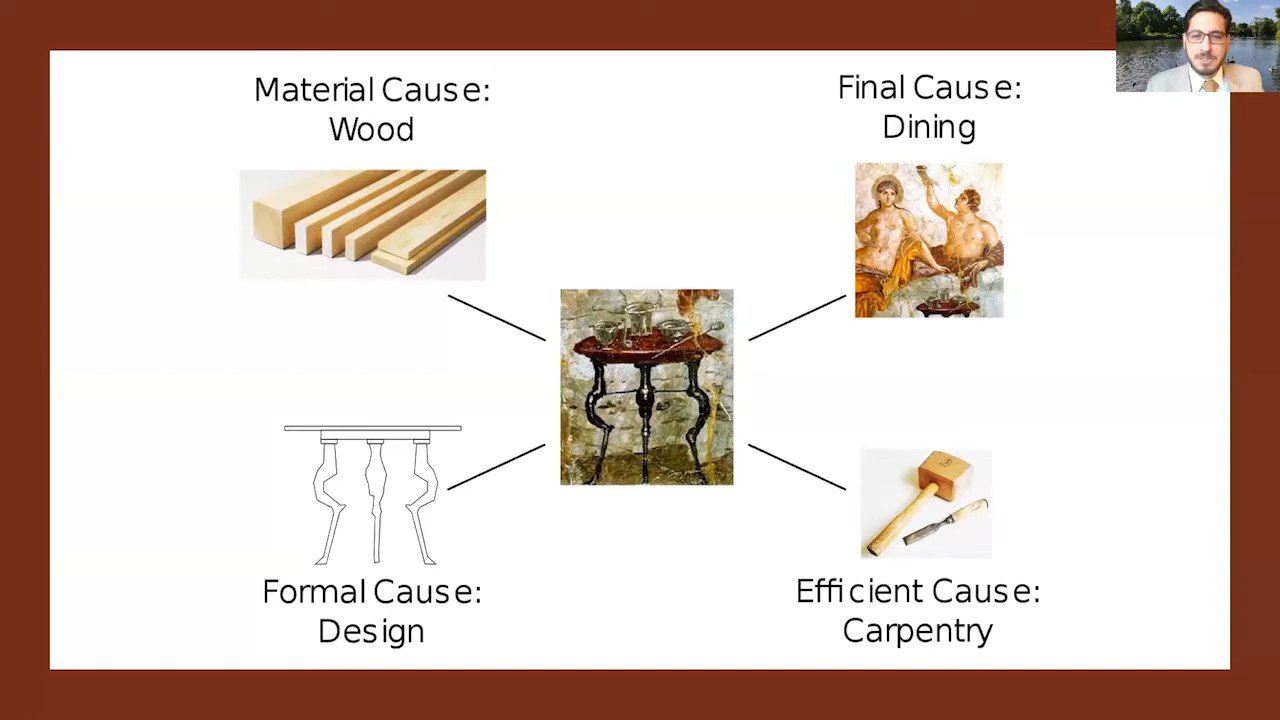 Material Cause:
Wood
Final Cause:
Dining
Formal Cause:
Design
Efficient Cause:
Carpentry